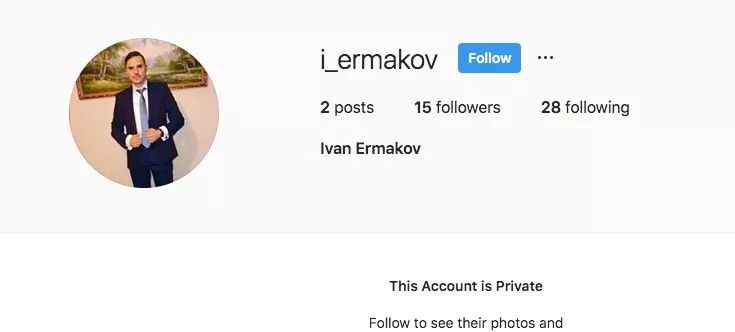 i_ermakov Follow ...
2 posts 15 followers 28 following
Ivan Ermakov
This Account is Private
Follow to see their photos and